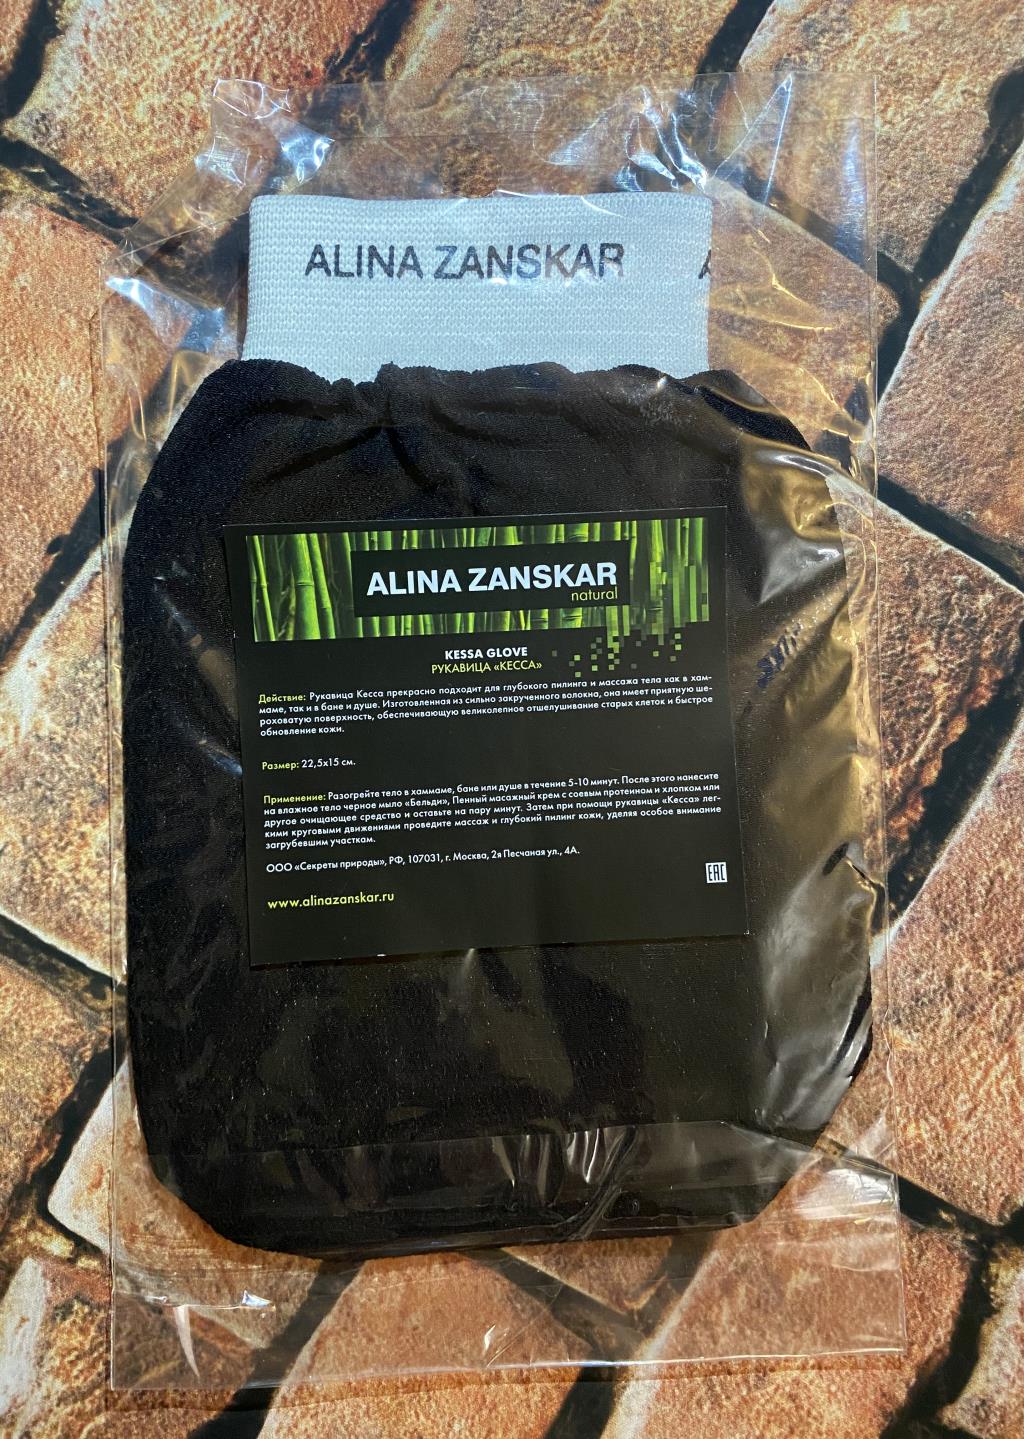 ALINA ZANSKAR
ALINA ZANSKAR
natural
KESSA GLOVE
РУКАВИЦА «КЕССА»
Действие: Рукавица Кесса прекрасно подходит для глубокого пилинга и массажа тела как в хам-
маме, так и в бане и душе. Изготовленная из сильно закрученного волокна, она имеет приятную ше-
роховатую поверхность, обеспечивающую великолепное отшелушивание старых клеток и быстрое
обновление кожи.
Размер: 22,5x15 см.
Применение: Разогрейте тело в хаммаме, бане или душе в течение 5-10 минут. После этого нанесите
на влажное тело черное мыло «Бельди», Пенный масажный крем с соевым протеином и хлопком или
другое очищающее средство и оставьте на пару минут. Затем при помощи рукавицы «Кесса» лег-
кими круговыми движениями проведите массаж и глубокий пилинг кожи, уделяя особое внимание
загрубевшим участкам.
ООО «Секреты природы», РФ, 107031, г. Москва, 2я Песчаная ул., 4А.
EAC
www.alinazanskar.ru